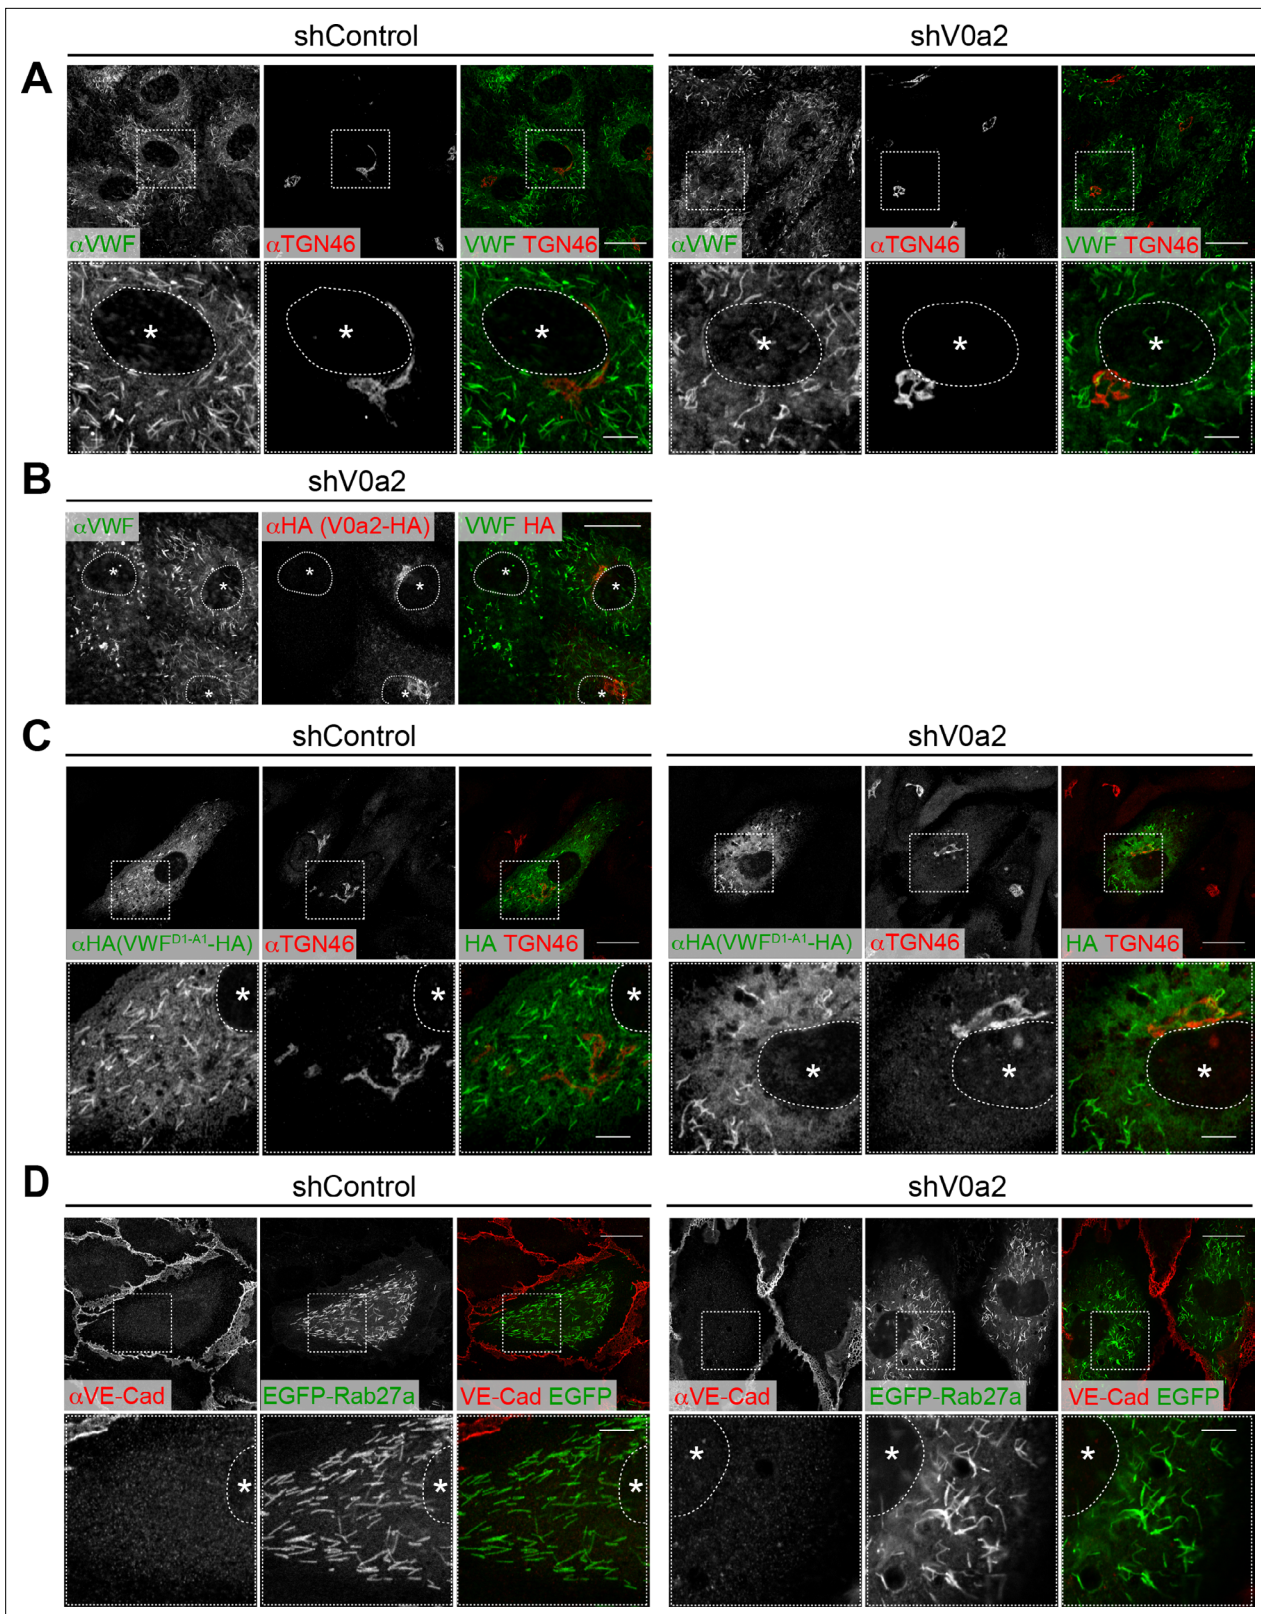 shControl shV0a2
A
αVWF αTGN46 VWF TGN46 αVWF αTGN46 VWF TGN46
* * * * * *
B
shV0a2
αVWF αHA (V0a2-HA) VWF HA
* * * * * *
* * *
C
shControl shV0a2
αHA(VWFD1-A1-HA) αTGN46 HA TGN46 αHA(VWFD1-A1-HA) αTGN46 HA TGN46
* * * * * *
D
shControl shV0a2
αVE-Cad EGFP-Rab27a VE-Cad EGFP αVE-Cad EGFP-Rab27a VE-Cad EGFP
* * * * * *